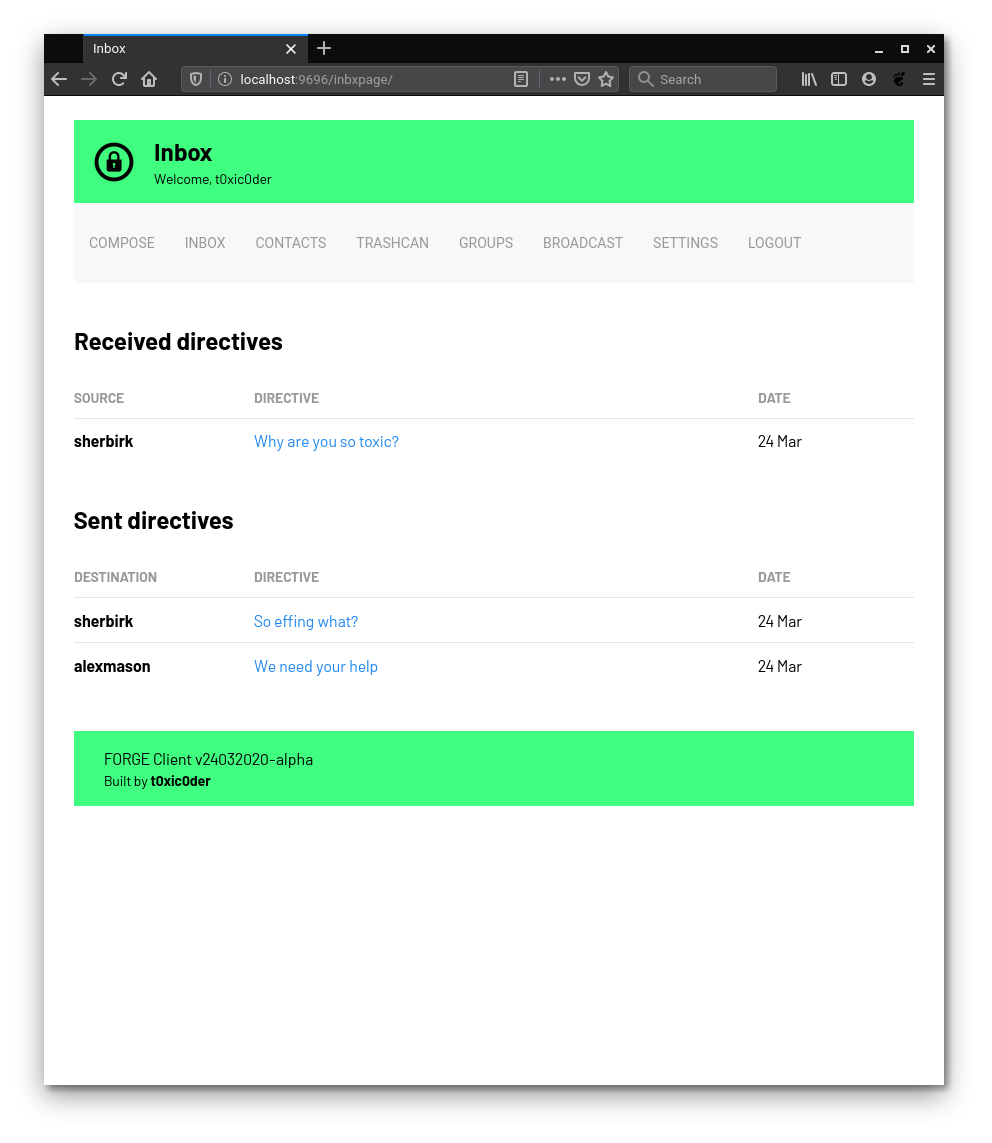 Inbox
localhost:9696/inbxpage/
Search
Inbox
Welcome, t0xic0der
COMPOSE INBOX CONTACTS TRASHCAN GROUPS BROADCAST SETTINGS LOGOUT
Received directives
SOURCE DIRECTIVE DATE
sherbirk Why are you so toxic? 24 Mar
Sent directives
DESTINATION DIRECTIVE DATE
sherbirk So effing what? 24 Mar
alexmason We need your help 24 Mar
FORGE Client v24032020-alpha
Built by t0xic0der